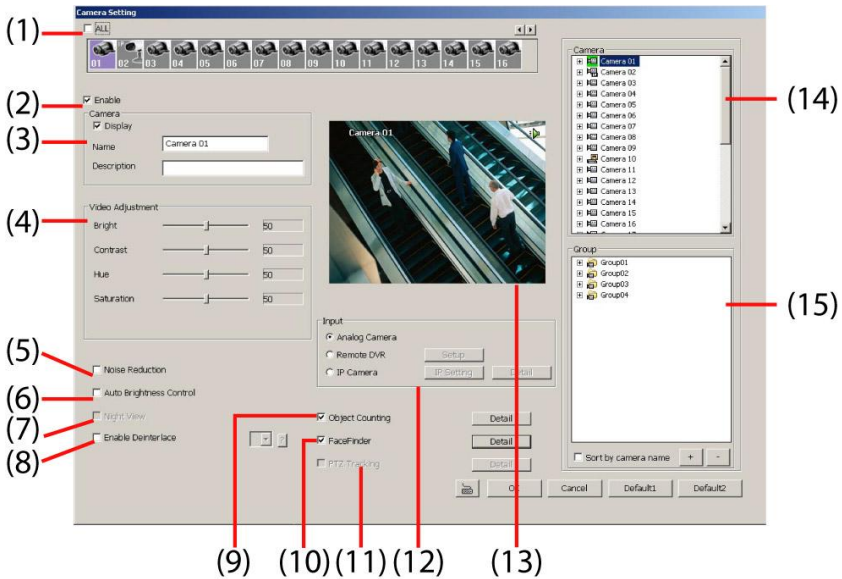 Camera Setting
(1)
ALL
01 02 03 04 05 06 07 08 09 10 11 12 13 14 15 16
IP
(2)
Enable
Camera
(3)
Display
Name Camera 01
Description
(4)
Video Adjustment
Bright 50
Contrast 50
Hue 50
Saturation 50
(5)
Noise Reduction
(6)
Auto Brightness Control
(7)
Night View
(8)
Enable Deinterlace
?
Camera 01
Input
Analog Camera
Remote DVR Setup
IP Camera IP Setting Detail
Object Counting Detail
FaceFinder Detail
PTZ Tracking Detail
Camera
Camera 01
Camera 02
Camera 03
Camera 04
Camera 05
Camera 06
Camera 07
Camera 08
Camera 09
Camera 10
Camera 11
Camera 12
Camera 13
Camera 14
Camera 15
Camera 16
(14)
Group
Group01
Group02
Group03
Group04
(15)
Sort by camera name + -
OK Cancel Default1 Default2
(9) (10) (11) (12) (13)